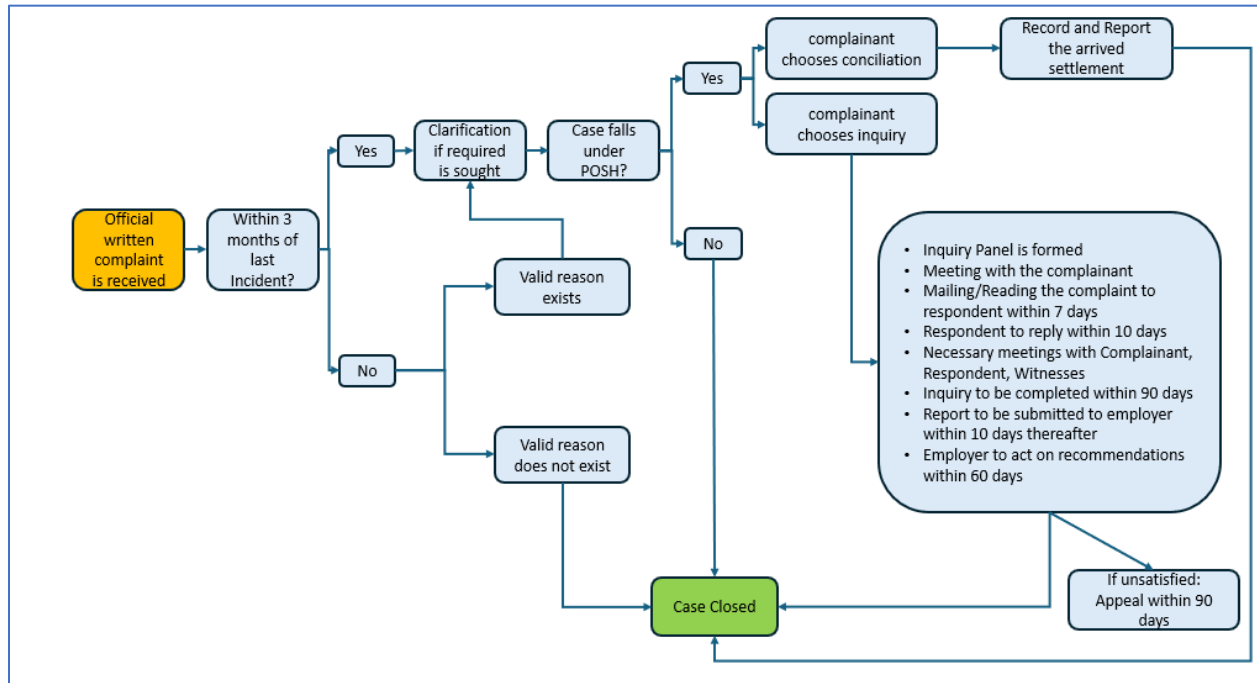 Official
written
complaint
is received
Within 3
months of
last
Incident?
Yes
No
Clarification
if required
is sought
Valid reason
exists
Valid reason
does not exist
Case falls
under
POSH?
Yes
No
complainant
chooses conciliation
complainant
chooses inquiry
Record and Report
the arrived
settlement
• Inquiry Panel is formed
• Meeting with the complainant
• Mailing/Reading the complaint to
respondent within 7 days
• Respondent to reply within 10 days
• Necessary meetings with Complainant,
Respondent, Witnesses
• Inquiry to be completed within 90 days
• Report to be submitted to employer
within 10 days thereafter
• Employer to act on recommendations
within 60 days
If unsatisfied:
Appeal within 90
days
Case Closed